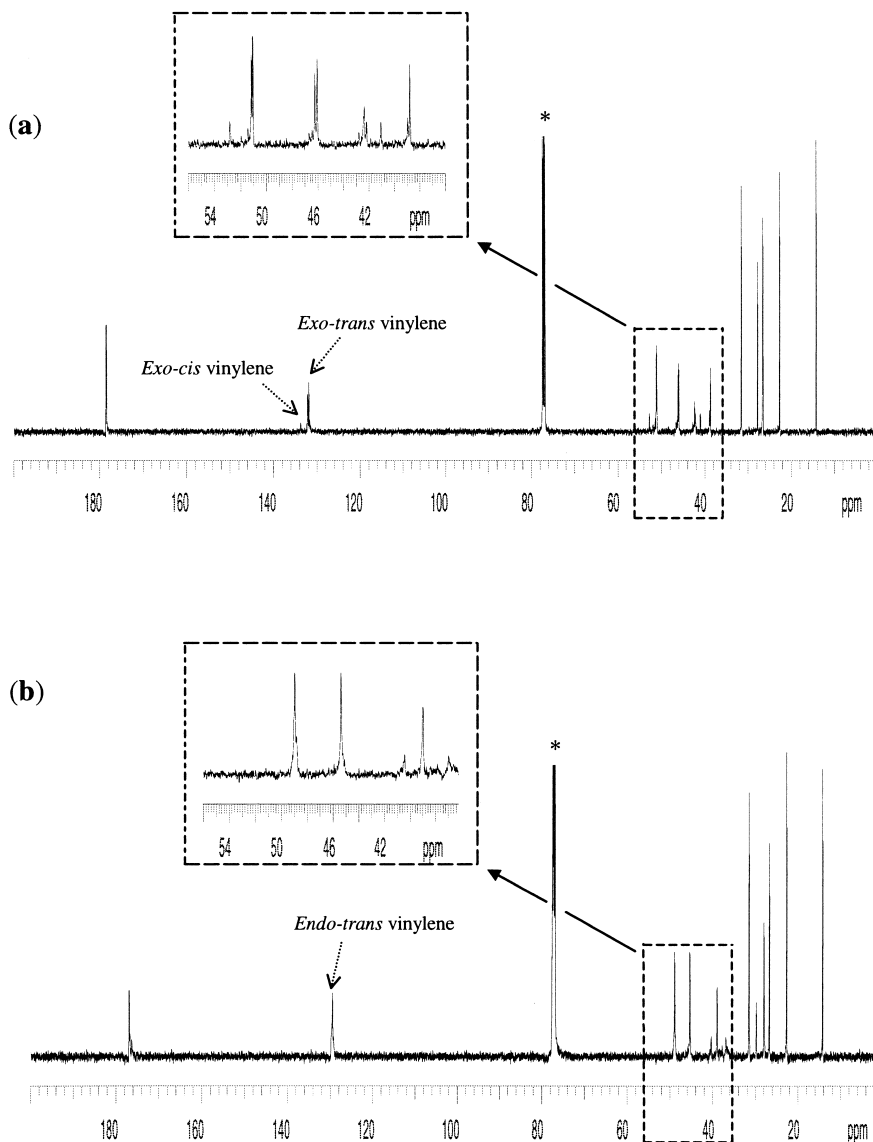 (a)
54 50 46 42 ppm
*
Exo-trans vinylene
Exo-cis vinylene
180 160 140 120 100 80 60 40 20 ppm
(b)
54 50 46 42 ppm
*
Endo-trans vinylene
180 160 140 120 100 80 60 40 20 ppm